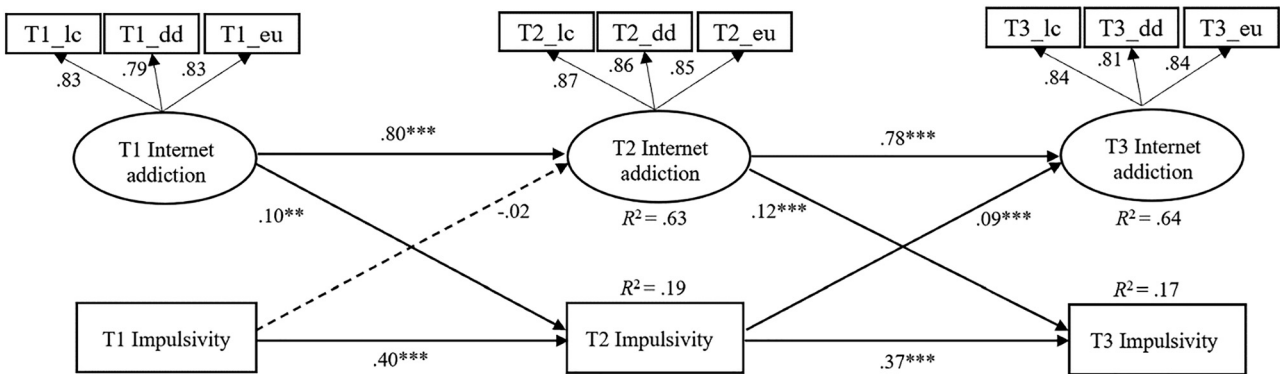 T1_lc T1_dd T1_eu
T2_lc T2_dd T2_eu
T3_lc T3_dd T3_eu
.83 .79 .83
.87 .86 .85
.84 .81 .84
T1 Internet
addiction
.80***
T2 Internet
addiction
.78***
T3 Internet
addiction
.10**
-.02
R² = .63
.12***
.09***
R² = .64
R² = .19
R² = .17
T1 Impulsivity
.40***
T2 Impulsivity
.37***
T3 Impulsivity